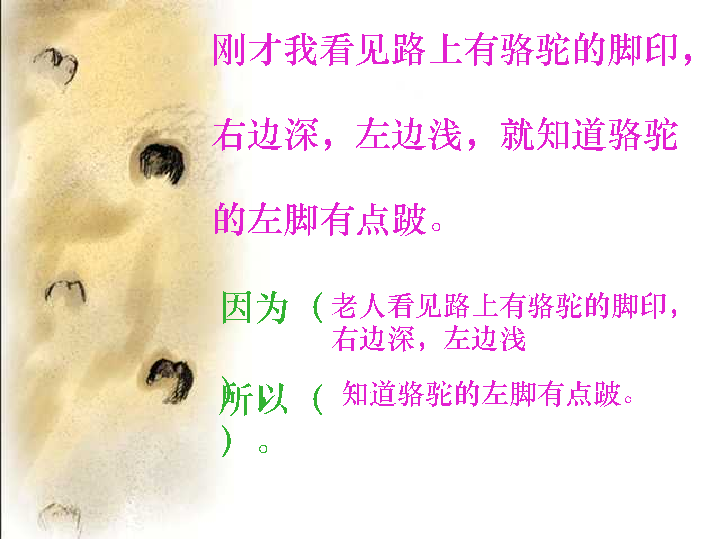 刚才我看见路上有骆驼的脚印，
右边深，左边浅，就知道骆驼
的左脚有点跛。
因为（老人看见路上有骆驼的脚印，
右边深，左边浅
）
所以（ 知道骆驼的左脚有点跛。
）。